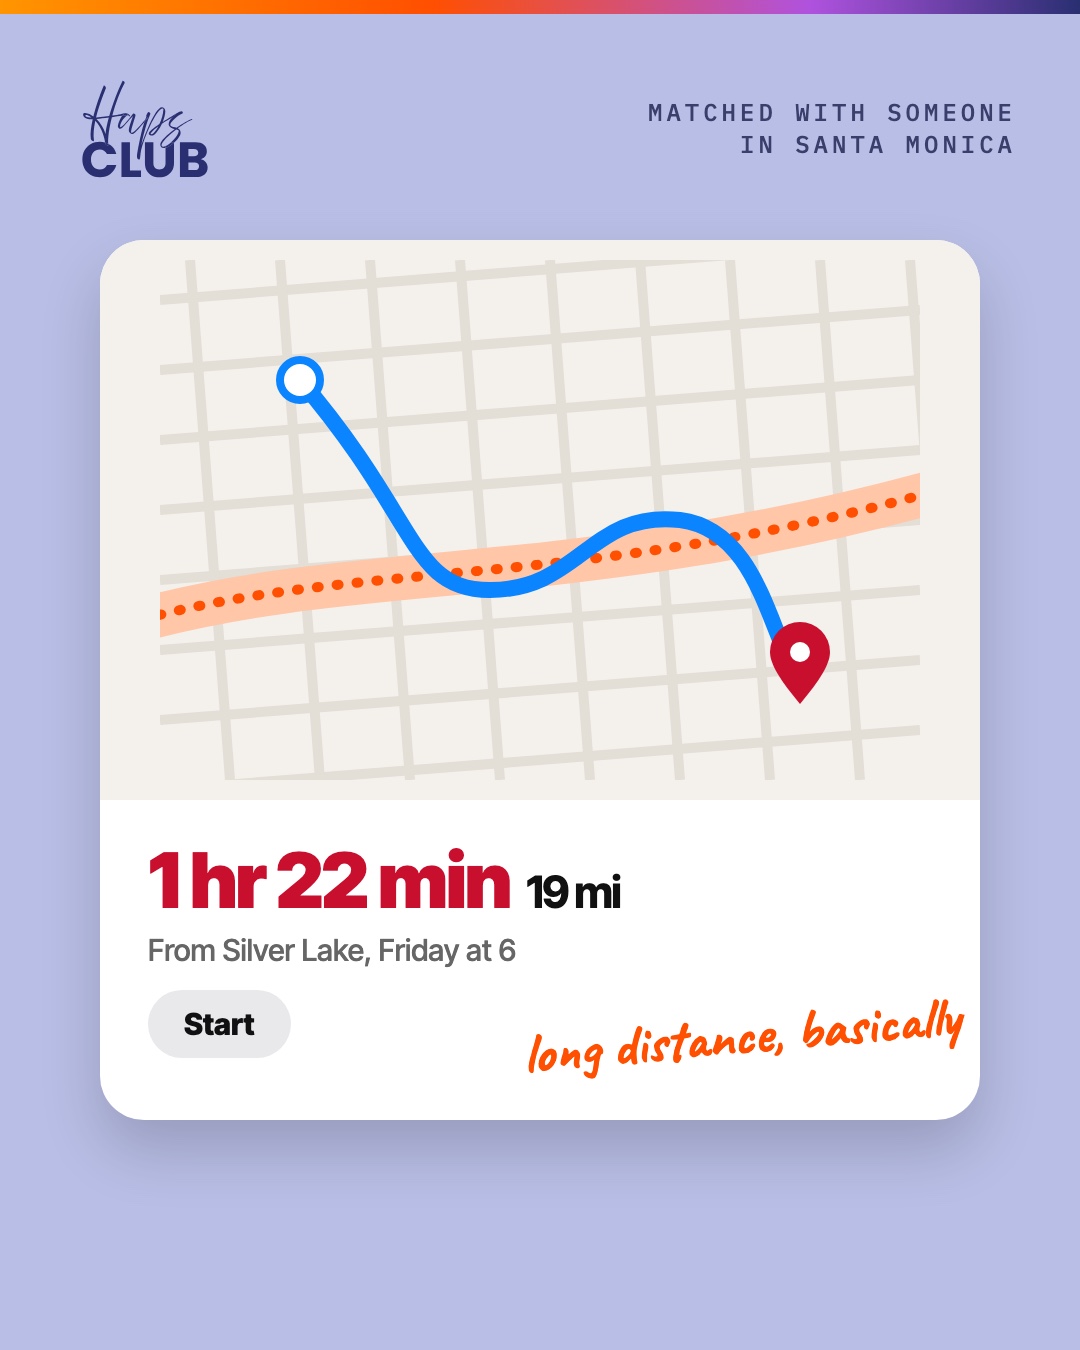 Haps
CLUB
MATCHED WITH SOMEONE
IN SANTA MONICA
1 hr 22 min 19 mi
From Silver Lake, Friday at 6
Start
long distance, basically